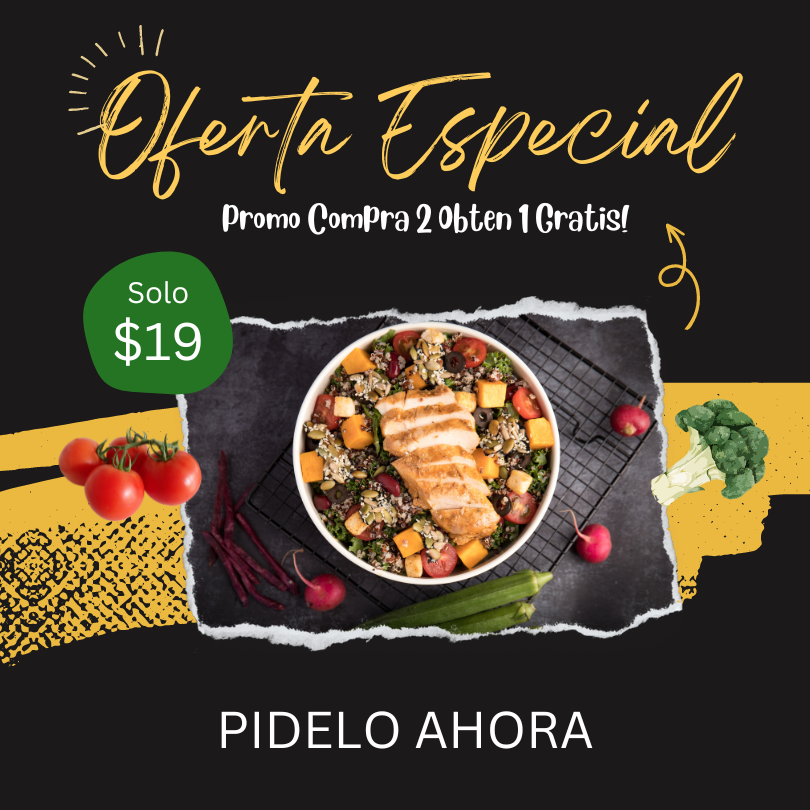 Oferta Especial
Promo ComPra 2 Obten 1 Gratis!
Solo
$19
PIDELO AHORA